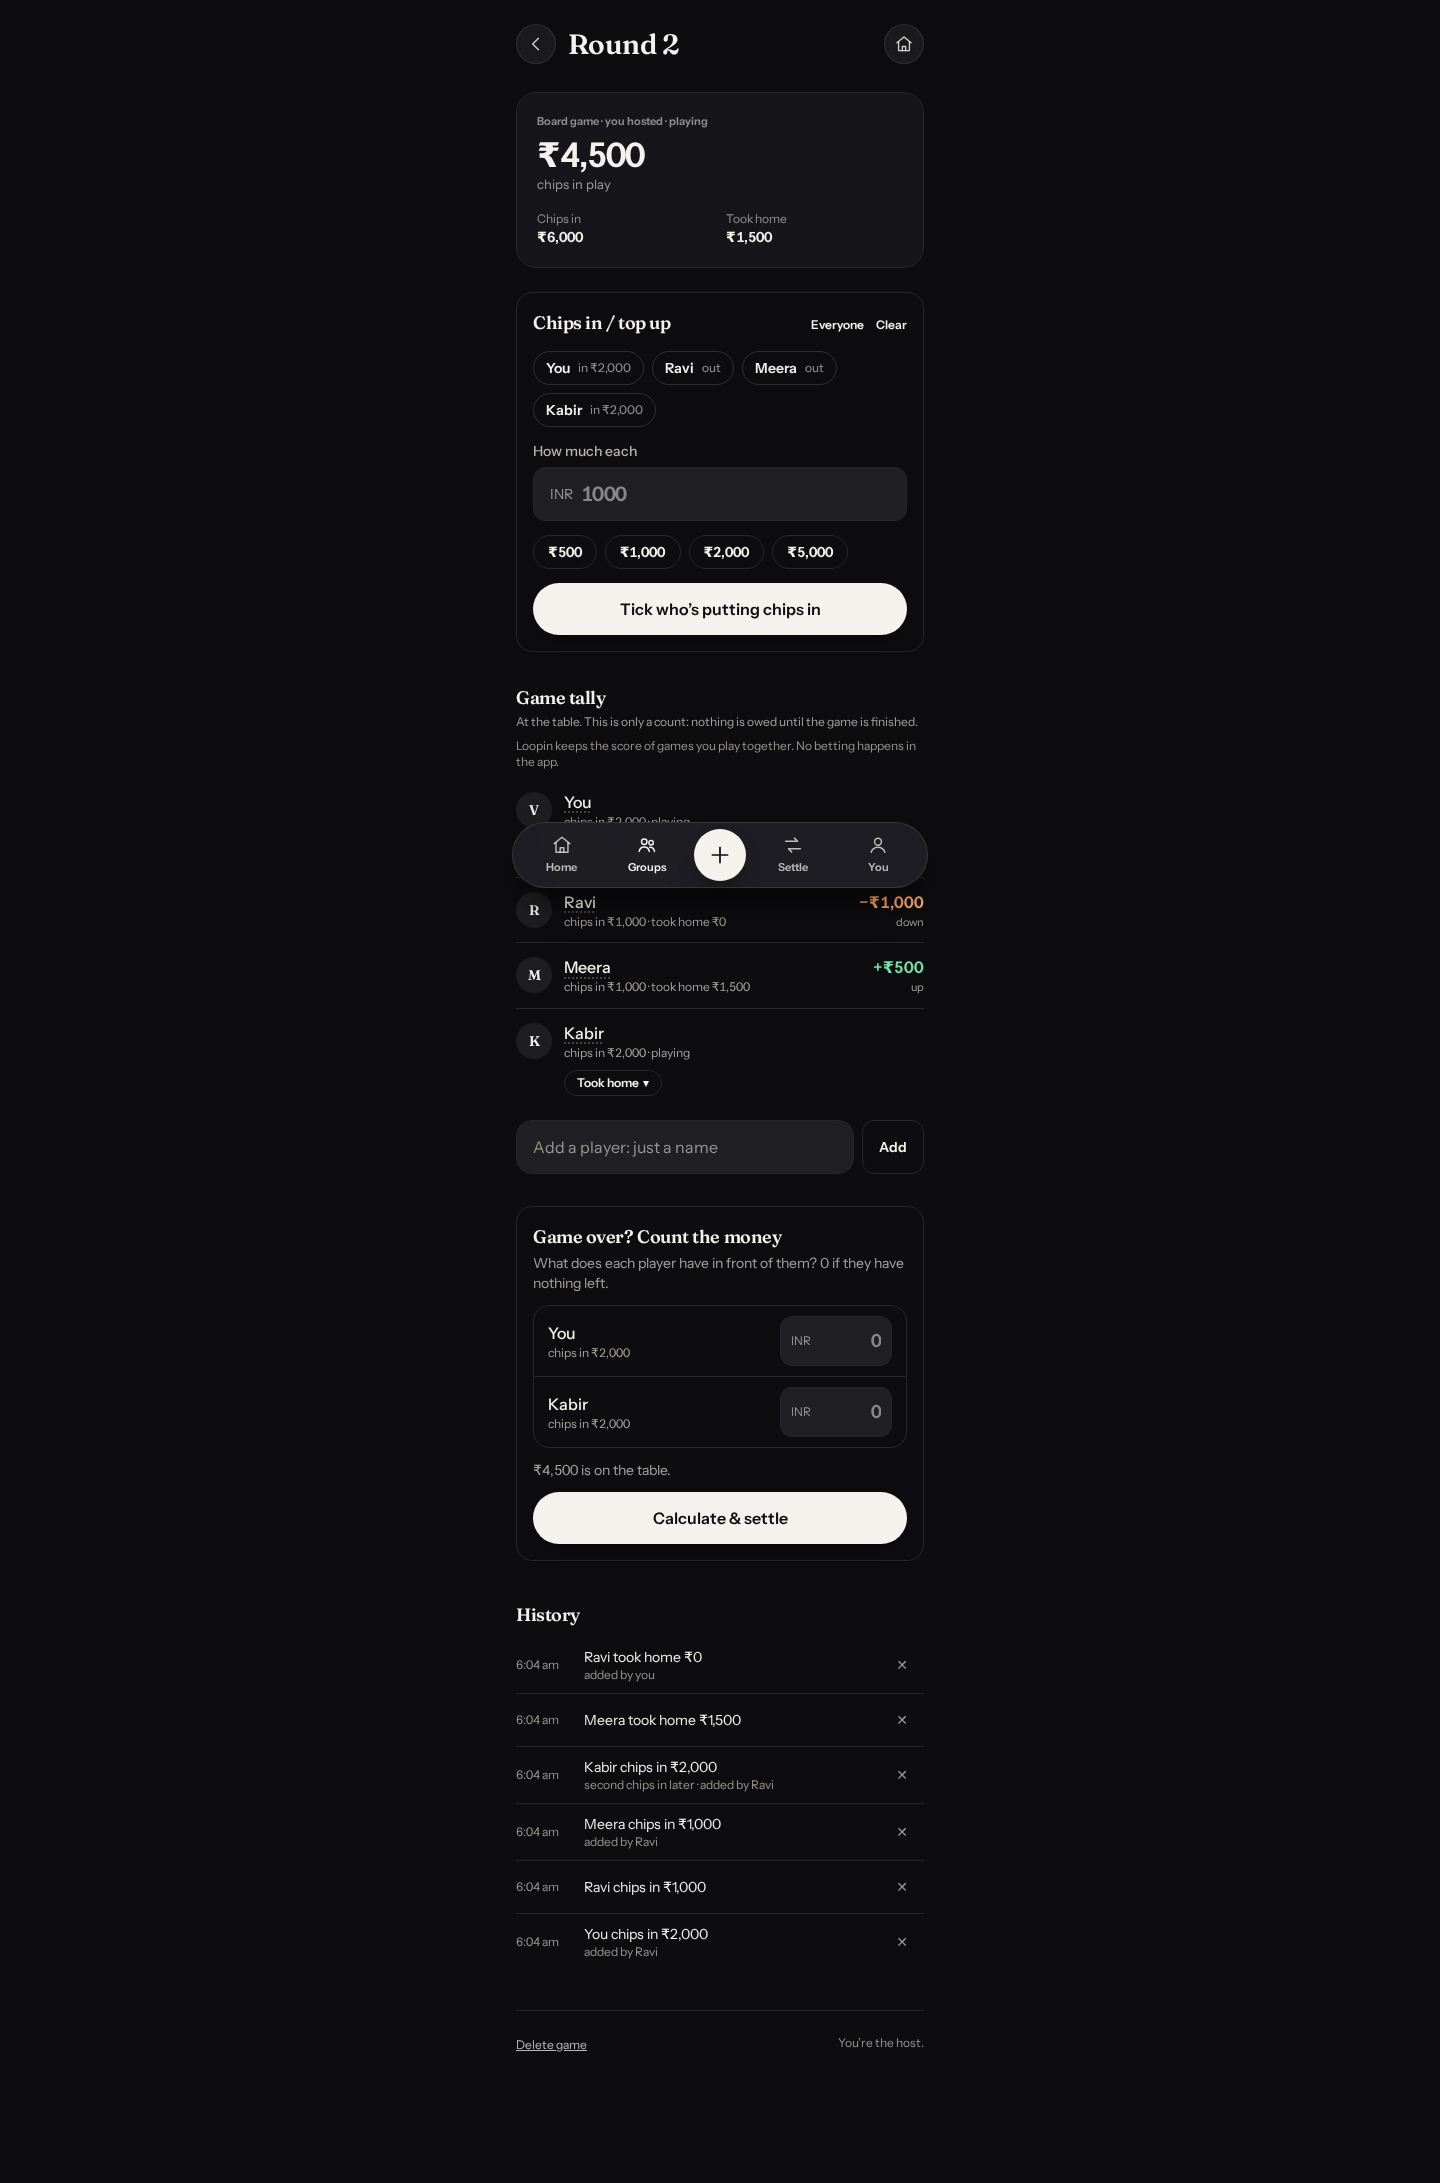 Round 2
Board game · you hosted · playing
₹4,500
chips in play
Chips in
Took home
₹6,000
₹1,500
Chips in / top up
Everyone Clear
You in ₹2,000
Ravi out
Meera out
Kabir in ₹2,000
How much each
INR 1000
₹500 ₹1,000 ₹2,000 ₹5,000
Tick who’s putting chips in
Game tally
At the table. This is only a count: nothing is owed until the game is finished.
Loopin keeps the score of games you play together. No betting happens in
the app.
V
You
chips in ₹2,000 · playing
Home Groups Settle You
R
Ravi
−₹1,000
chips in ₹1,000 · took home ₹0
down
M
Meera
+₹500
chips in ₹1,000 · took home ₹1,500
up
K
Kabir
chips in ₹2,000 · playing
Took home ▾
Add a player: just a name
Add
Game over? Count the money
What does each player have in front of them? 0 if they have
nothing left.
You
chips in ₹2,000
INR 0
Kabir
chips in ₹2,000
INR 0
₹4,500 is on the table.
Calculate & settle
History
6:04 am
Ravi took home ₹0
added by you
✕
6:04 am
Meera took home ₹1,500
✕
6:04 am
Kabir chips in ₹2,000
second chips in later · added by Ravi
✕
6:04 am
Meera chips in ₹1,000
added by Ravi
✕
6:04 am
Ravi chips in ₹1,000
✕
6:04 am
You chips in ₹2,000
added by Ravi
✕
Delete game
You’re the host.